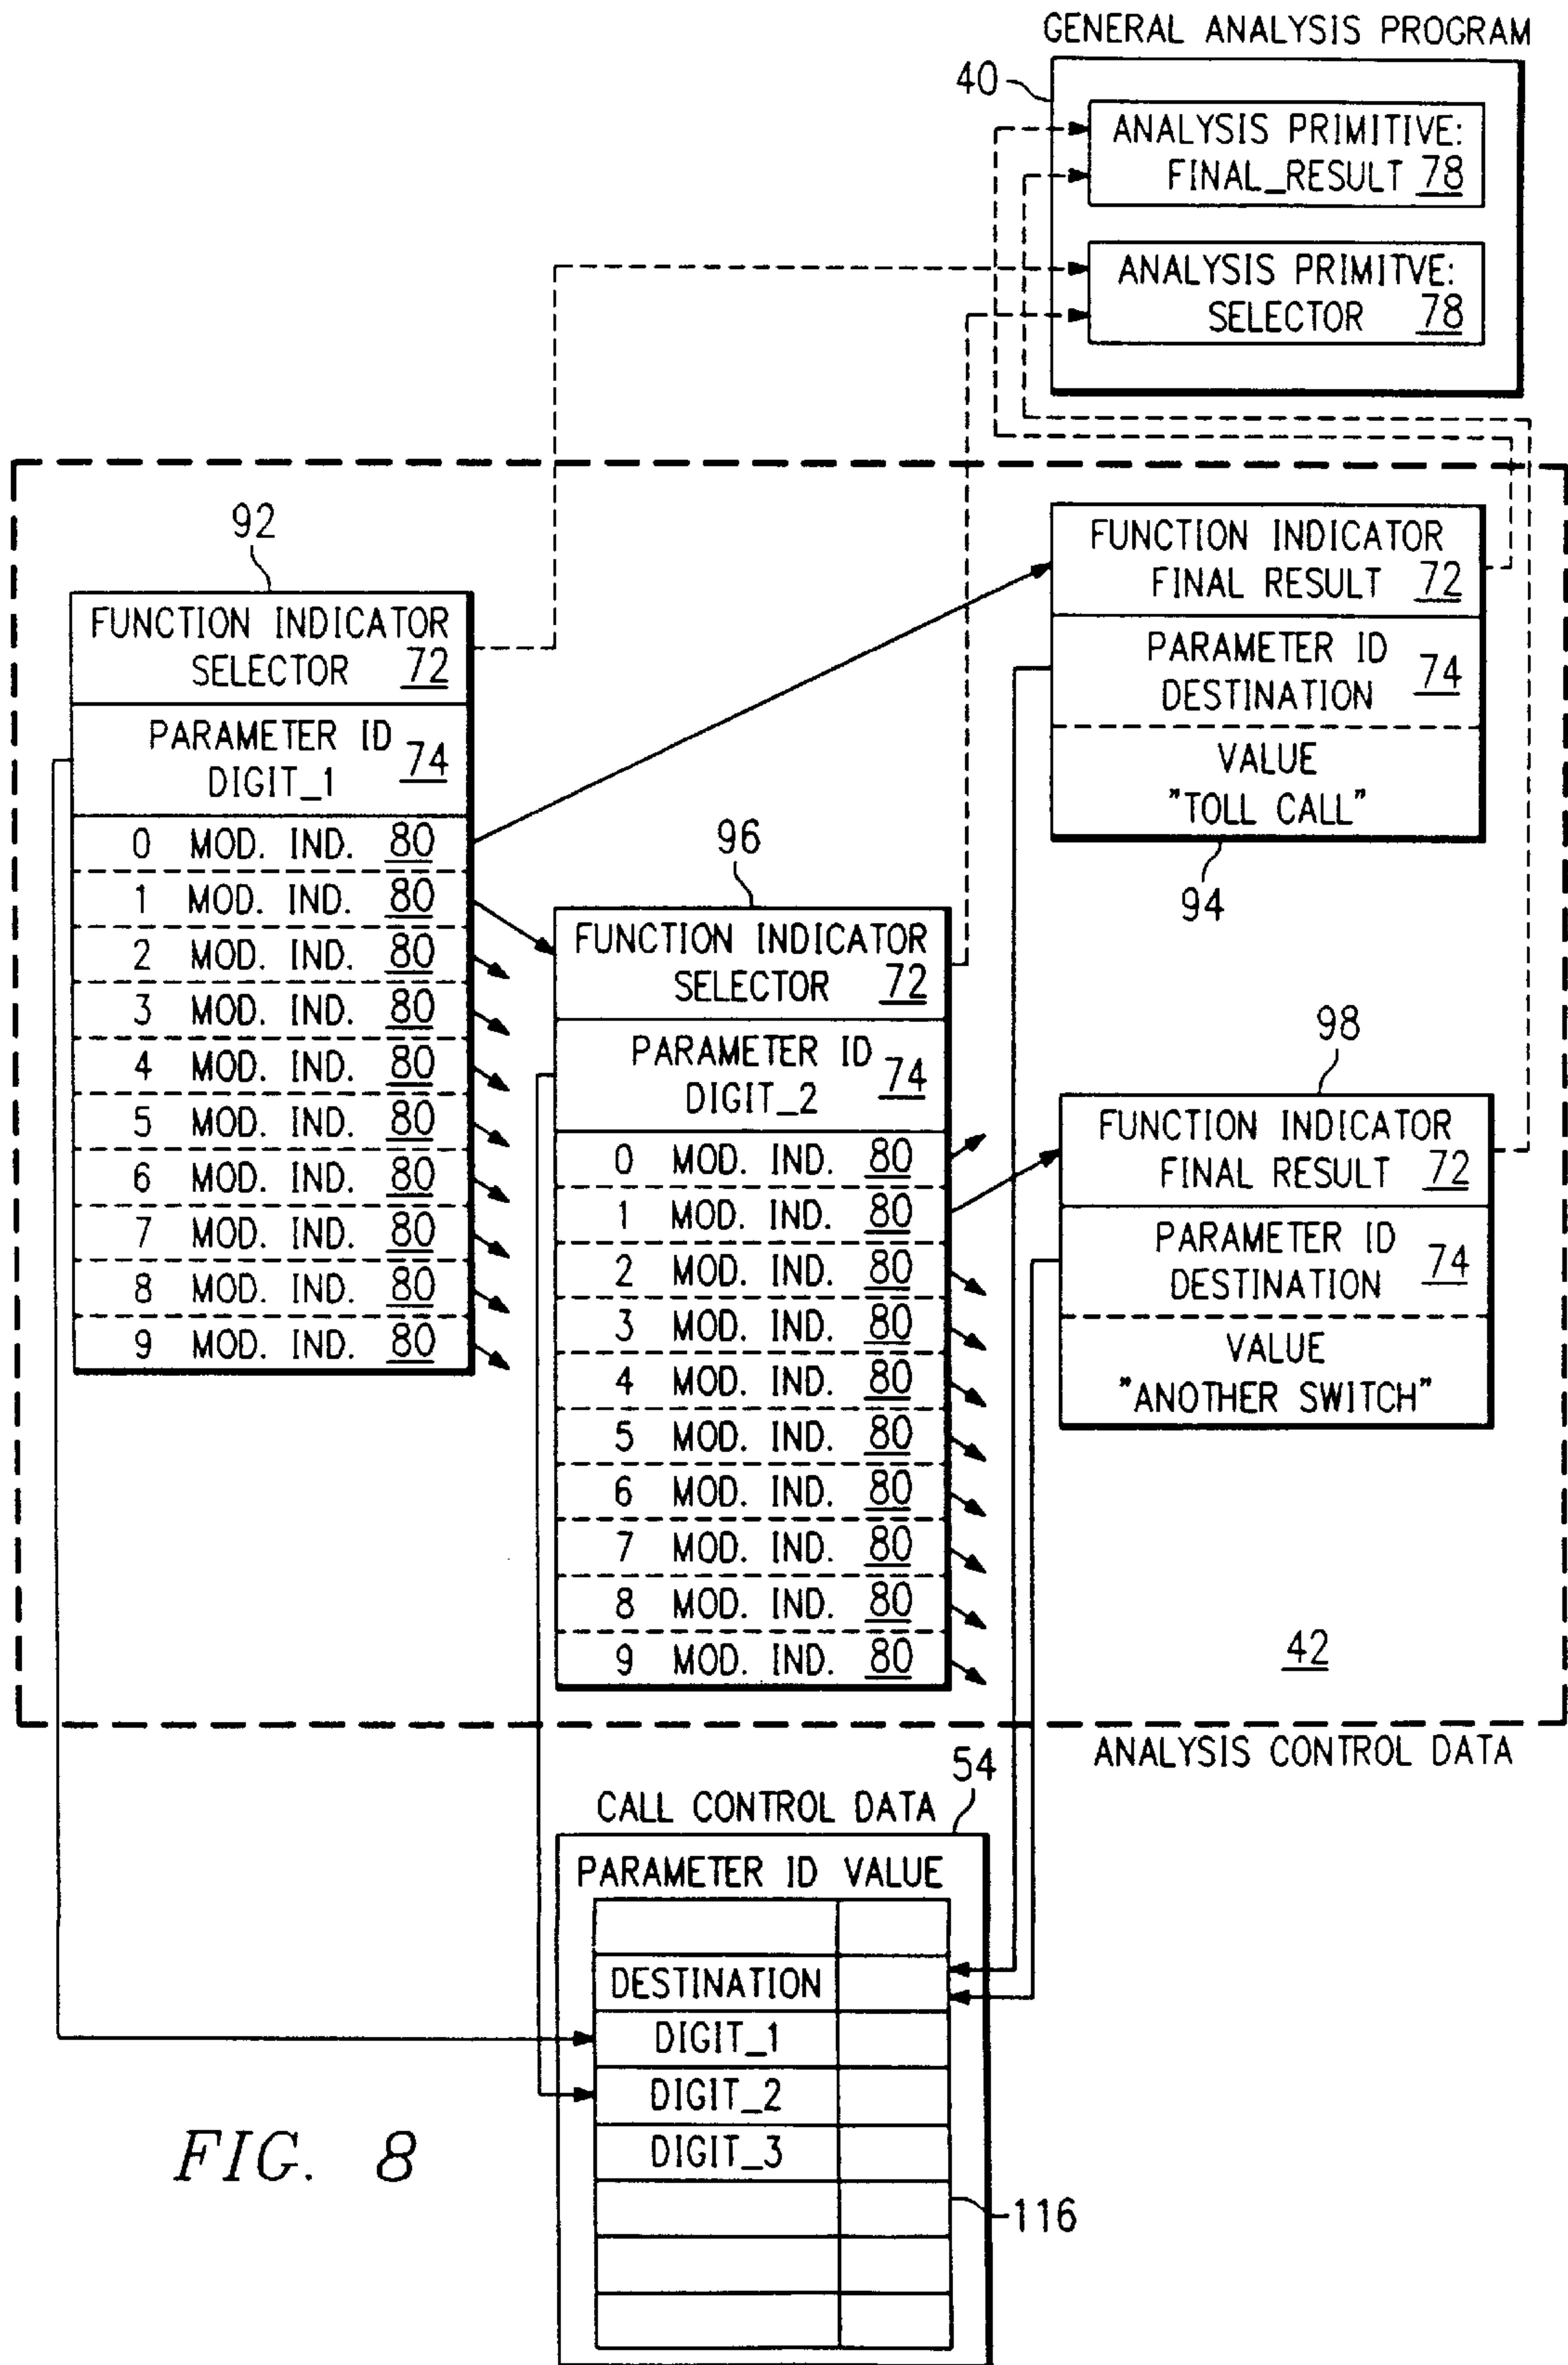 GENERAL ANALYSIS PROGRAM
40
ANALYSIS PRIMITIVE:
FINAL_RESULT 78
ANALYSIS PRIMITVE:
SELECTOR 78
92
FUNCTION INDICATOR
SELECTOR 72
PARAMETER ID 74
DIGIT_1
0 MOD. IND. 80
1 MOD. IND. 80
2 MOD. IND. 80
3 MOD. IND. 80
4 MOD. IND. 80
5 MOD. IND. 80
6 MOD. IND. 80
7 MOD. IND. 80
8 MOD. IND. 80
9 MOD. IND. 80
96
FUNCTION INDICATOR
SELECTOR 72
PARAMETER ID 74
DIGIT_2
0 MOD. IND. 80
1 MOD. IND. 80
2 MOD. IND. 80
3 MOD. IND. 80
4 MOD. IND. 80
5 MOD. IND. 80
6 MOD. IND. 80
7 MOD. IND. 80
8 MOD. IND. 80
9 MOD. IND. 80
FUNCTION INDICATOR
FINAL RESULT 72
PARAMETER ID 74
DESTINATION
VALUE
"TOLL CALL"
94
98
FUNCTION INDICATOR
FINAL RESULT 72
PARAMETER ID 74
DESTINATION
VALUE
"ANOTHER SWITCH"
42
ANALYSIS CONTROL DATA
54
CALL CONTROL DATA
PARAMETER ID VALUE
DESTINATION
DIGIT_1
DIGIT_2
DIGIT_3
116
FIG. 8